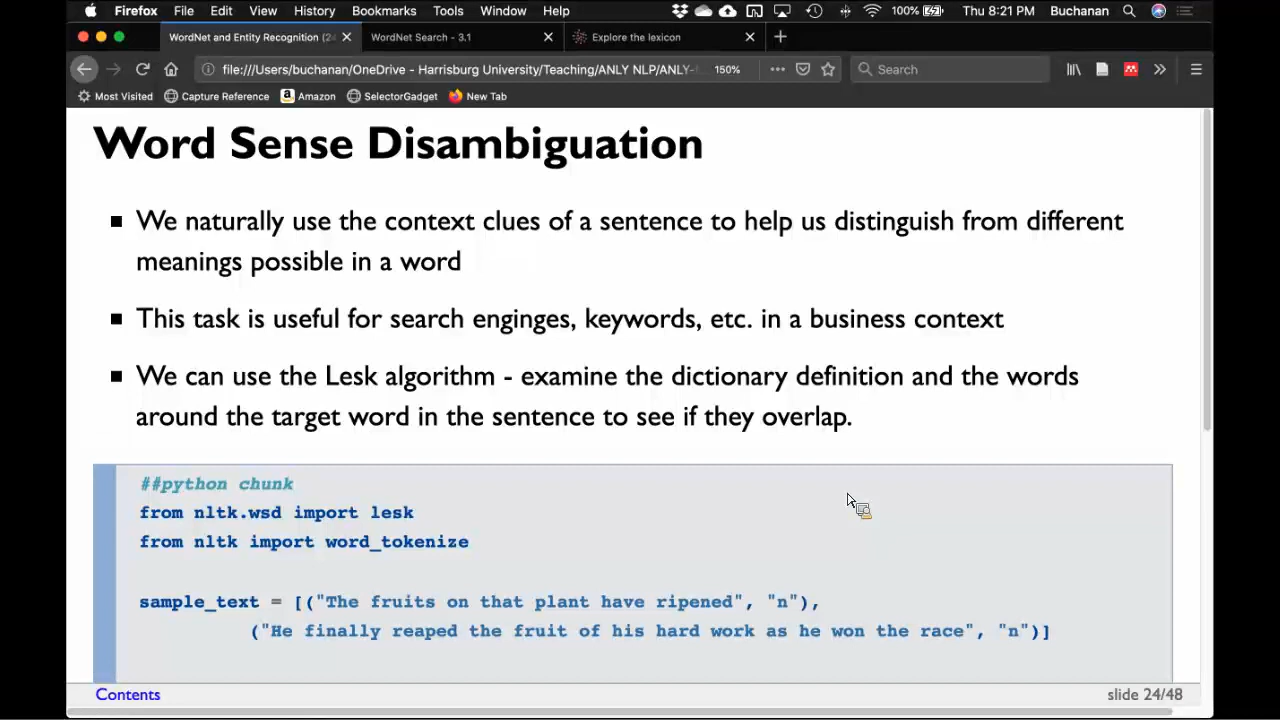 Firefox File Edit View History Bookmarks Tools Window Help 100% Thu 8:21 PM Buchanan
WordNet and Entity Recognition (24 WordNet Search - 3.1 Explore the lexicon
file:///Users/buchanan/OneDrive - Harrisburg University/Teaching/ANLY NLP/ANLY- 150% Search
Most Visited Capture Reference Amazon SelectorGadget New Tab
Word Sense Disambiguation
We naturally use the context clues of a sentence to help us distinguish from different
meanings possible in a word
This task is useful for search enginges, keywords, etc. in a business context
We can use the Lesk algorithm - examine the dictionary definition and the words
around the target word in the sentence to see if they overlap.
##python chunk
from nltk.wsd import lesk
from nltk import word_tokenize
sample_text = [("The fruits on that plant have ripened", "n"),
("He finally reaped the fruit of his hard work as he won the race", "n")]
Contents slide 24/48